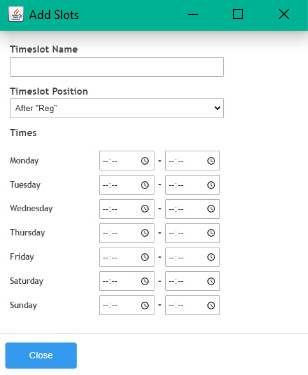 Add Slots
Timeslot Name
Timeslot Position
After "Reg"
Times
Monday --:-- - --:--
Tuesday --:-- - --:--
Wednesday --:-- - --:--
Thursday --:-- - --:--
Friday --:-- - --:--
Saturday --:-- - --:--
Sunday --:-- - --:--
Close